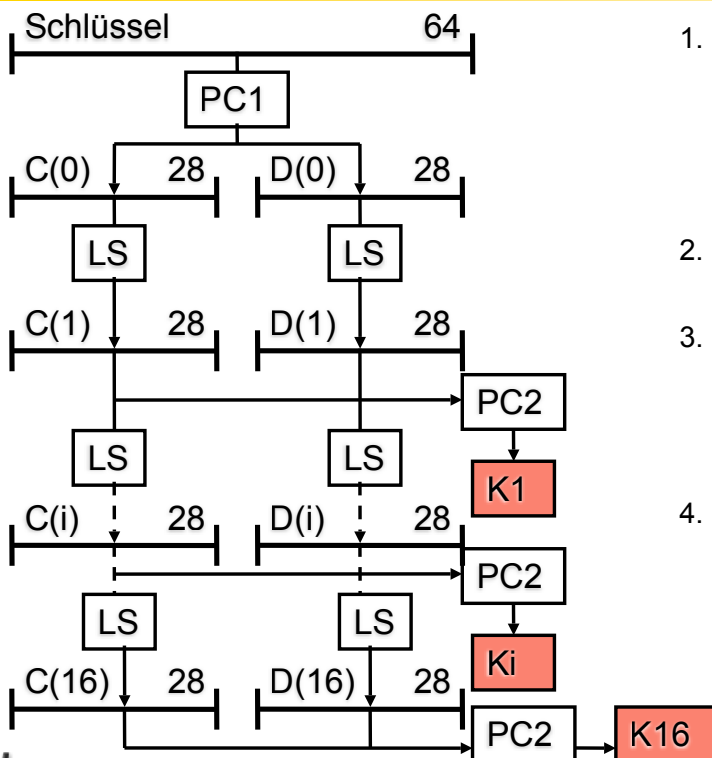 Schlüssel 64
1.
PC1
C(0) 28 D(0) 28
LS LS
2.
C(1) 28 D(1) 28
3.
PC2
LS LS
K1
C(i) 28 D(i) 28
4.
PC2
LS LS
Ki
C(16) 28 D(16) 28
PC2 K16